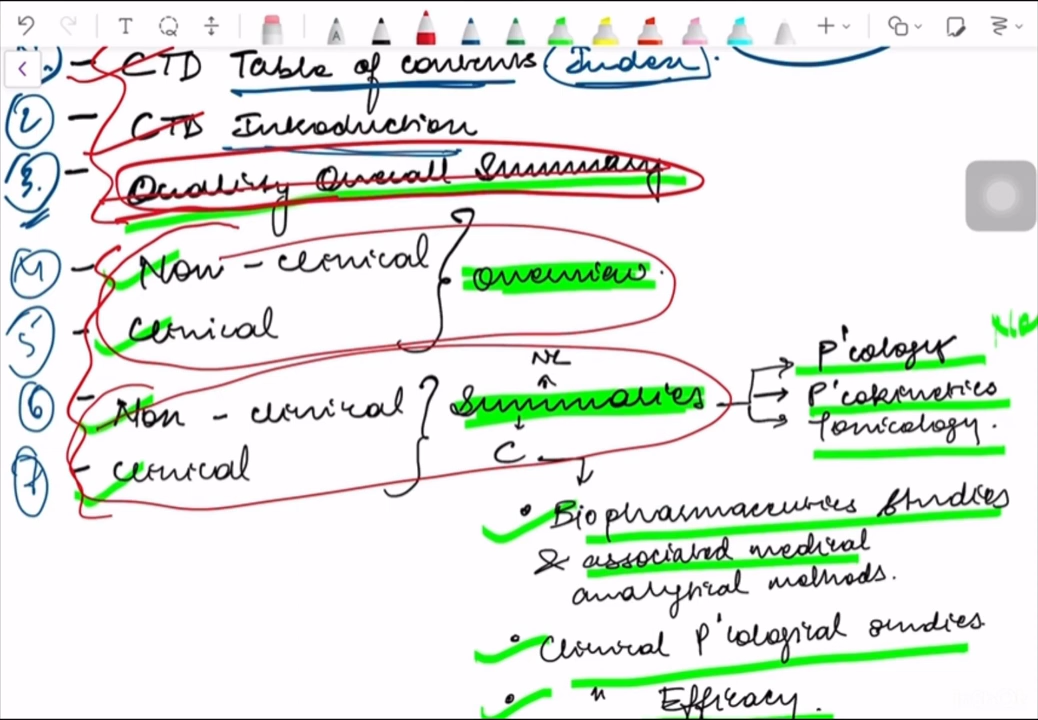 1 - CTD Table of contents (Index).
2 - CTD Introduction
3. - Quality Overall Summary
4 - Non-clinical } overview.
5 - Clinical
NC
6 - Non-clinical } Summaries
7 - clinical
C
P'cology
P'cokinetics
Toxicology.
• Biopharmaceutics studies
& associated medical
analytical methods.
• Clinical P'cological studies
• " Efficacy.